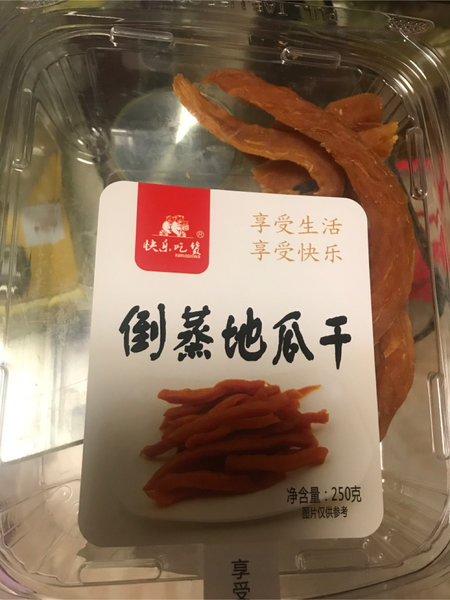 快乐吃货®
享受生活
享受快乐
倒蒸地瓜干
净含量：250克
图片仅供参考
享受